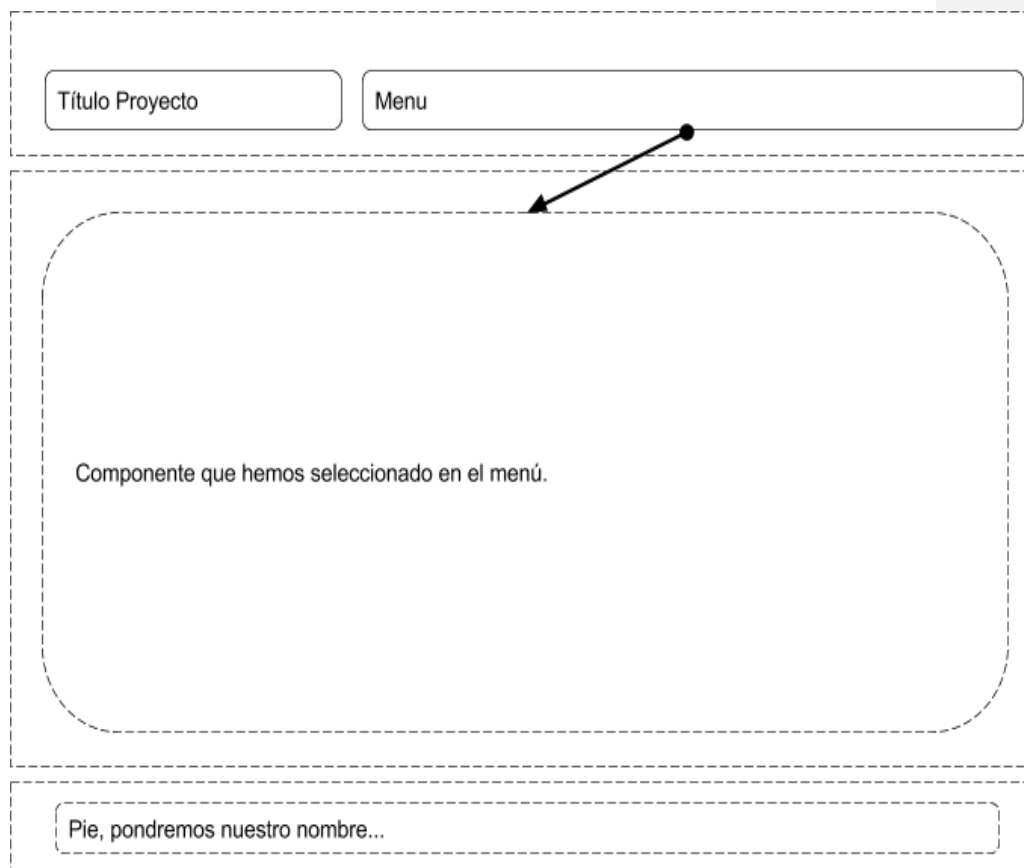 Título Proyecto
Menu
Componente que hemos seleccionado en el menú.
Pie, pondremos nuestro nombre...